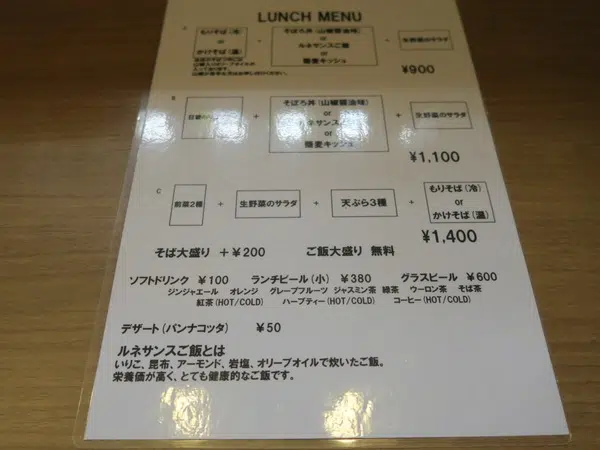 LUNCH MENU
A
もりそば(冷) + そぼろ丼(山椒醤油味) + 生野菜のサラダ
or or
かけそば(温) ルネサンスご飯
or
蕎麦キッシュ
¥900
B
日替わり + そぼろ丼(山椒醤油味) + 生野菜のサラダ
or
ルネサンスご飯
or
蕎麦キッシュ
¥1,100
C
前菜2種 + 生野菜のサラダ + 天ぷら3種 + もりそば(冷)
or
かけそば(温)
¥1,400
そば大盛り +¥200 ご飯大盛り 無料
ソフトドリンク ¥100 ランチビール(小) ¥380 グラスビール ¥600
ジンジャエール オレンジ グレープフルーツ ジャスミン茶 緑茶 ウーロン茶 そば茶
紅茶(HOT/COLD) ハーブティー(HOT/COLD) コーヒー(HOT/COLD)
デザート(パンナコッタ) ¥50
ルネサンスご飯とは
いりこ、昆布、アーモンド、岩塩、オリーブオイルで炊いたご飯。
栄養価が高く、とても健康的なご飯です。